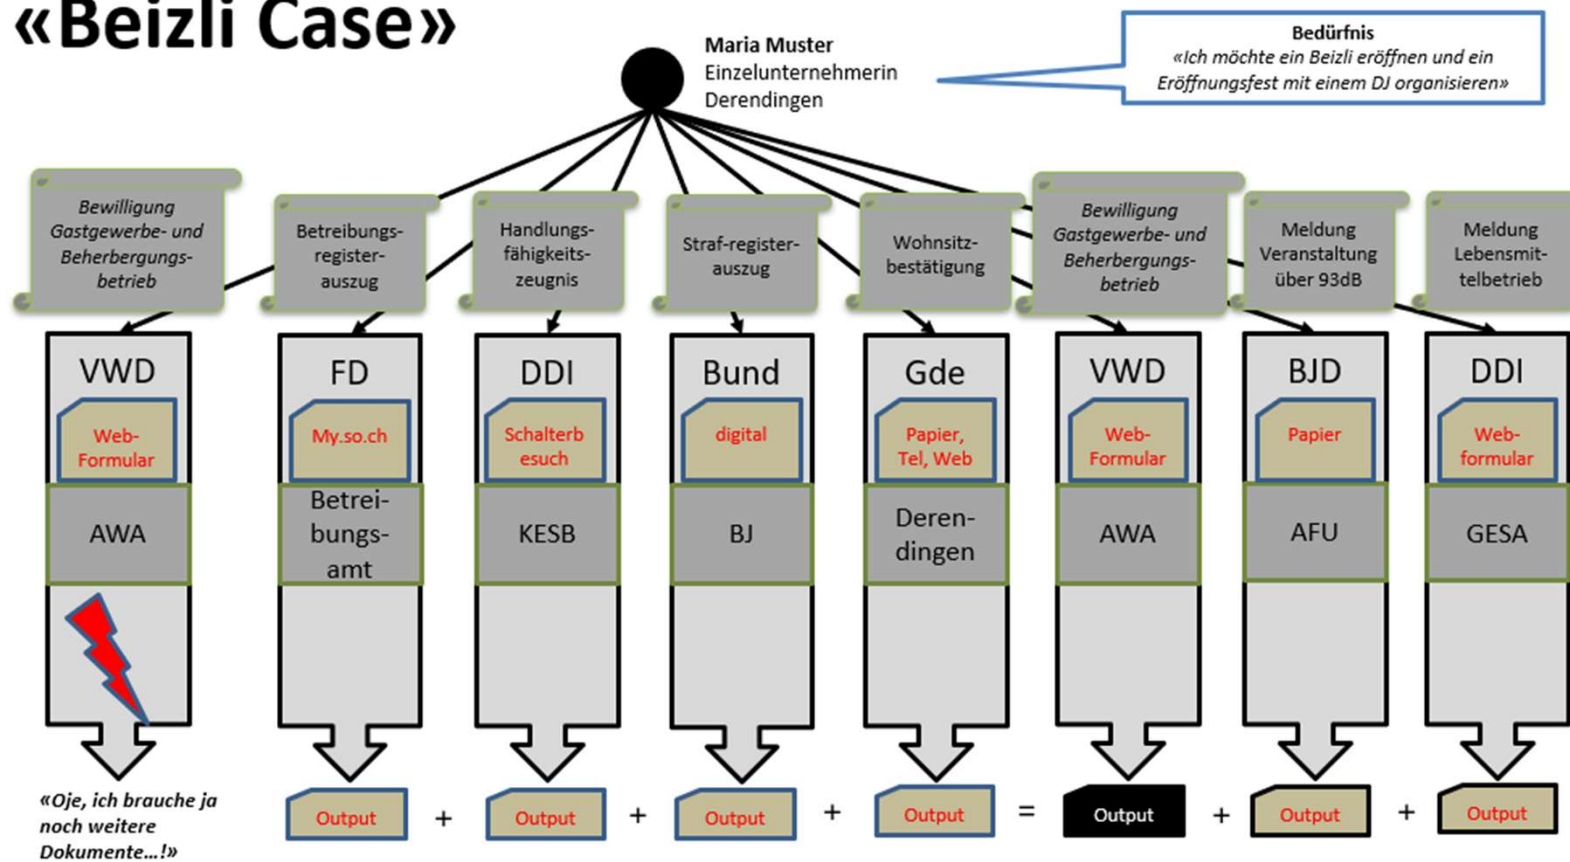 «Beizli Case»
Maria Muster
Einzelunternehmerin
Derendingen
Bedürfnis
«Ich möchte ein Beizli eröffnen und ein
Eröffnungsfest mit einem DJ organisieren»
Bewilligung
Gastgewerbe- und
Beherbergungs-
betrieb
Betreibungs-
register-
auszug
Handlungs-
fähigkeits-
zeugnis
Straf-register-
auszug
Wohnsitz-
bestätigung
Bewilligung
Gastgewerbe- und
Beherbergungs-
betrieb
Meldung
Veranstaltung
über 93dB
Meldung
Lebensmit-
telbetrieb
VWD
Web-
Formular
AWA
FD
My.so.ch
Betrei-
bungs-
amt
DDI
Schalterb
esuch
KESB
Bund
digital
BJ
Gde
Papier,
Tel, Web
Deren-
dingen
VWD
Web-
Formular
AWA
BJD
Papier
AFU
DDI
Web-
formular
GESA
«Oje, ich brauche ja
noch weitere
Dokumente...!»
Output + Output + Output + Output = Output + Output + Output